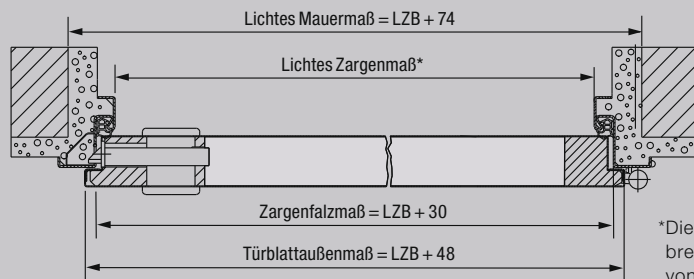 Lichtes Mauermaß = LZB + 74
Lichtes Zargenmaß*
Zargenfalzmaß = LZB + 30
Türblattaußenmaß = LZB + 48
*Die
bre
von